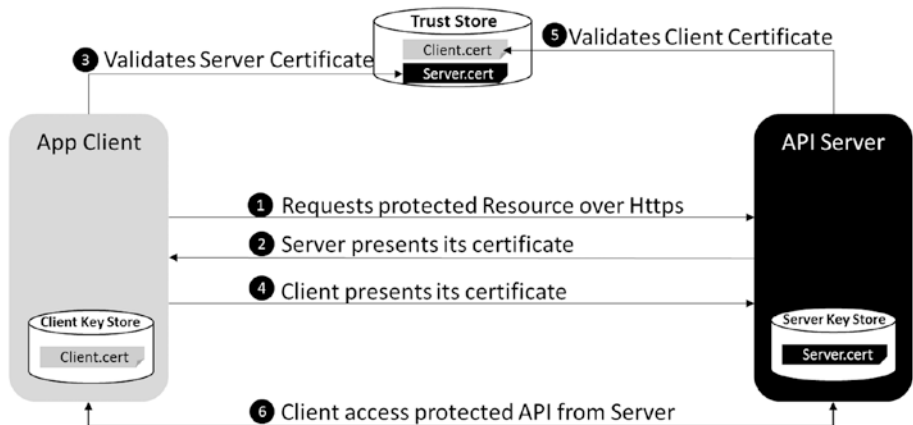 Trust Store
Client.cert
Server.cert
3 Validates Server Certificate
5 Validates Client Certificate
App Client
API Server
1 Requests protected Resource over Https
2 Server presents its certificate
4 Client presents its certificate
Client Key Store
Client.cert
Server Key Store
Server.cert
6 Client access protected API from Server